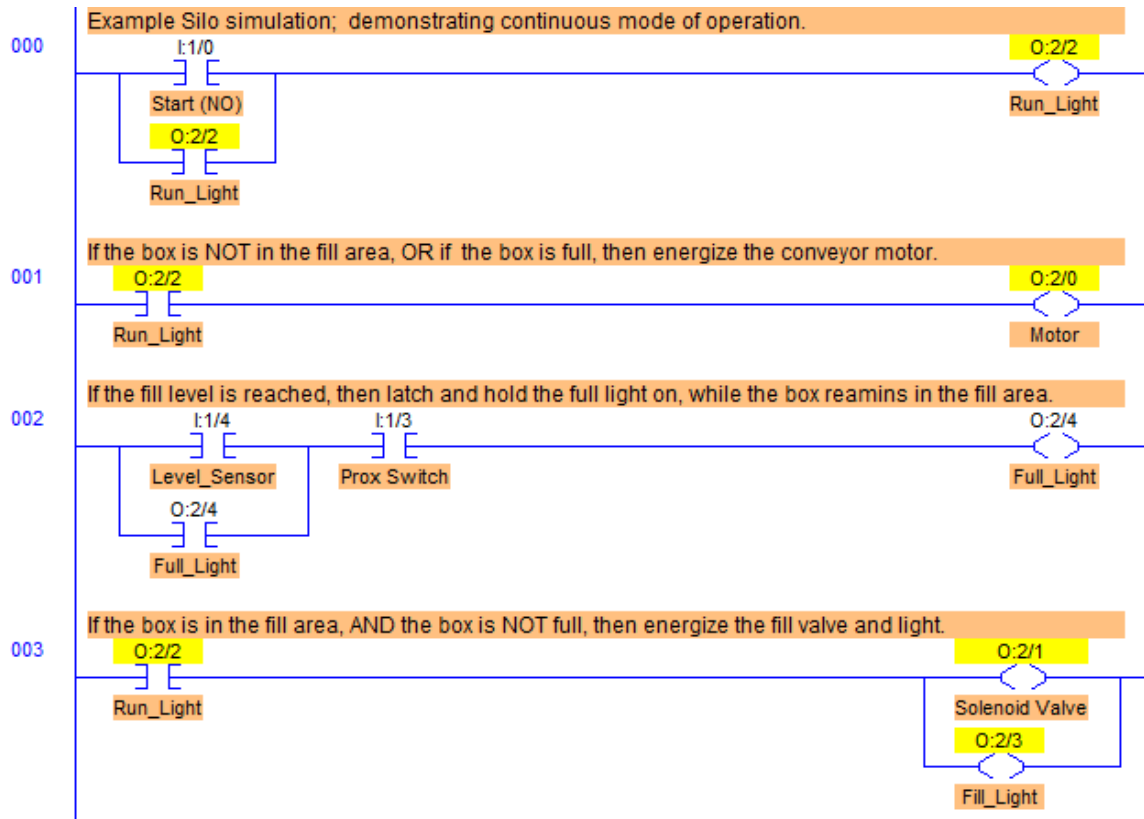 Example Silo simulation;  demonstrating continuous mode of operation.
000
I:1/0
O:2/2
Start (NO)
Run_Light
O:2/2
Run_Light
If the box is NOT in the fill area, OR if  the box is full, then energize the conveyor motor.
001
O:2/2
O:2/0
Run_Light
Motor
If the fill level is reached, then latch and hold the full light on, while the box reamins in the fill area.
002
I:1/4
I:1/3
O:2/4
Level_Sensor
Prox Switch
Full_Light
O:2/4
Full_Light
If the box is in the fill area, AND the box is NOT full, then energize the fill valve and light.
003
O:2/2
O:2/1
Run_Light
Solenoid Valve
O:2/3
Fill_Light